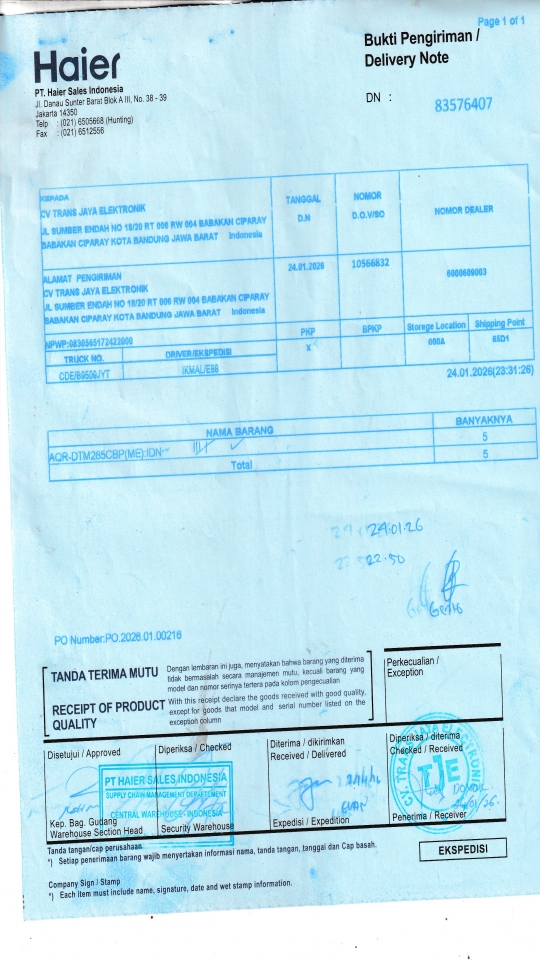 Page 1 of 1
Haier
Bukti Pengiriman /
Delivery Note
PT. Haier Sales Indonesia
Jl. Danau Sunter Barat Blok A III, No. 38 - 39
Jakarta 14350
Telp : (021) 6505668 (Hunting)
Fax : (021) 6512556
DN : 83576407
KEPADA
CV TRANS JAYA ELEKTRONIK
JL SUMBER ENDAH NO 18/20 RT 006 RW 004 BABAKAN CIPARAY
BABAKAN CIPARAY KOTA BANDUNG JAWA BARAT Indonesia
TANGGAL
D.N
NOMOR
D.O.V/SO
NOMOR DEALER
ALAMAT PENGIRIMAN
CV TRANS JAYA ELEKTRONIK
JL SUMBER ENDAH NO 18/20 RT 006 RW 004 BABAKAN CIPARAY
BABAKAN CIPARAY KOTA BANDUNG JAWA BARAT Indonesia
24.01.2026
10566832
6000609003
NPWP:0830565172422000
PKP
BPKP
Storege Location
Shipping Point
TRUCK NO.
DRIVER/EKSPEDISI
X
000A
65D1
IKMAL/E88
24.01.2026(23:31:26)
NAMA BARANG
BANYAKNYA
AQR-DTM285CBP(ME):IDN
5
Total
5
24.01.26
22.50
PO Number:PO.2026.01.00216
TANDA TERIMA MUTU
RECEIPT OF PRODUCT
QUALITY
Dengan lembaran ini juga, menyatakan bahwa barang yang diterima
tidak bermasalah secara manajemen mutu, kecuali barang yang
model dan nomor serinya tertera pada kolom pengecualian
With this receipt declare the goods received with good quality,
except for goods that model and serial number listed on the
exception column
Perkecualian /
Exception
Disetujui / Approved
Diperiksa / Checked
Diterima / dikirimkan
Received / Delivered
Diperiksa / diterima
Checked / Received
PT HAIER SALES INDONESIA
SUPPLY CHAIN MANAGEMENT DEPARTEMENT
CENTRAL WAREHOUSE - INDONESIA
CV. TRANS JAYA ELEKTRONIK
TJE
Kep. Bag. Gudang
Warehouse Section Head
Security Warehouse
Expedisi / Expedition
Penerima / Receiver
Tanda tangan/cap perusahaan
*) Setiap penerimaan barang wajib menyertakan informasi nama, tanda tangan, tanggai dan Cap basah.
EKSPEDISI
Company Sign / Stamp
*) Each item must include name, signature, date and wet stamp information.